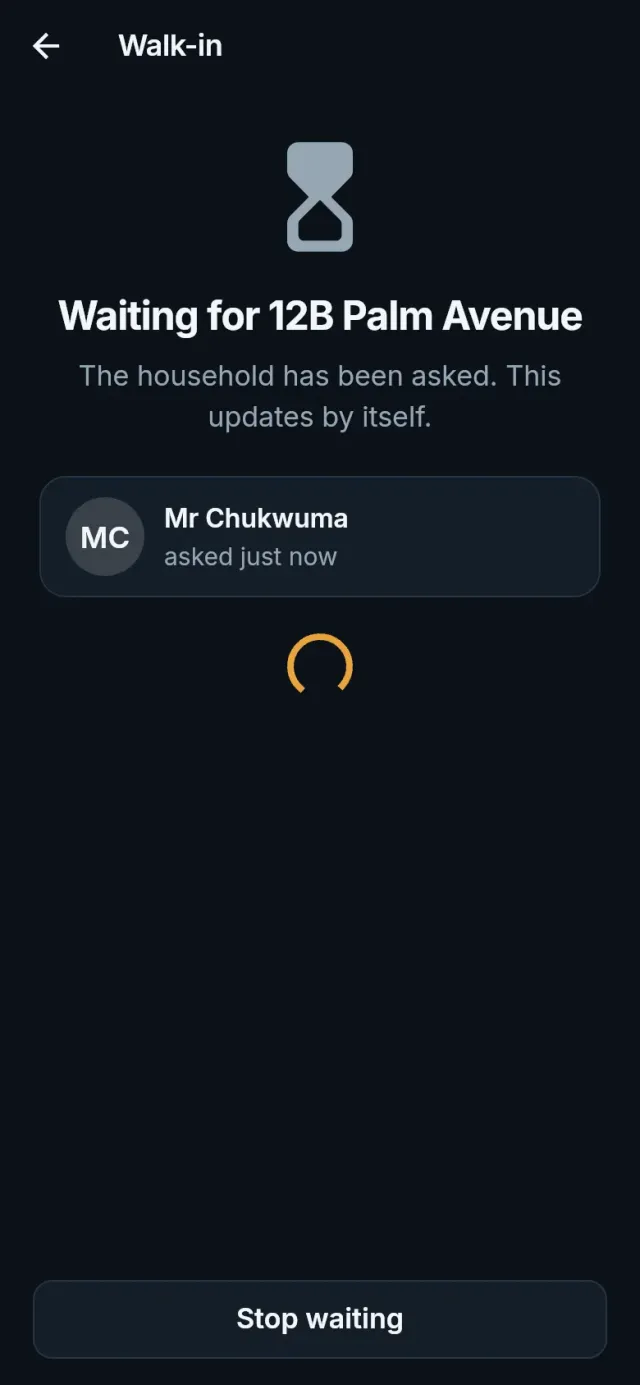 Walk-in
Waiting for 12B Palm Avenue
The household has been asked. This
updates by itself.
MC
Mr Chukwuma
asked just now
Stop waiting